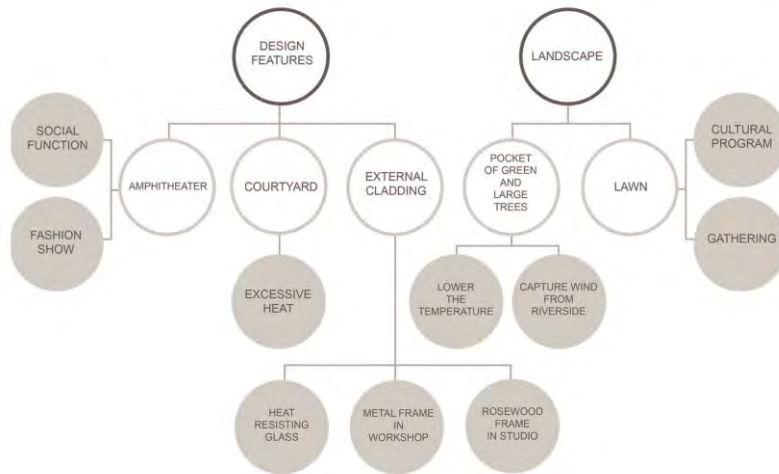 DESIGN
FEATURES
LANDSCAPE
SOCIAL
FUNCTION
FASHION
SHOW
AMPHITHEATER
COURTYARD
EXTERNAL
CLADDING
POCKET
OF GREEN
AND
LARGE
TREES
LAWN
CULTURAL
PROGRAM
GATHERING
EXCESSIVE
HEAT
LOWER
THE
TEMPERATURE
CAPTURE WIND
FROM
RIVERSIDE
HEAT
RESISTING
GLASS
METAL FRAME
IN
WORKSHOP
ROSEWOOD
FRAME
IN STUDIO